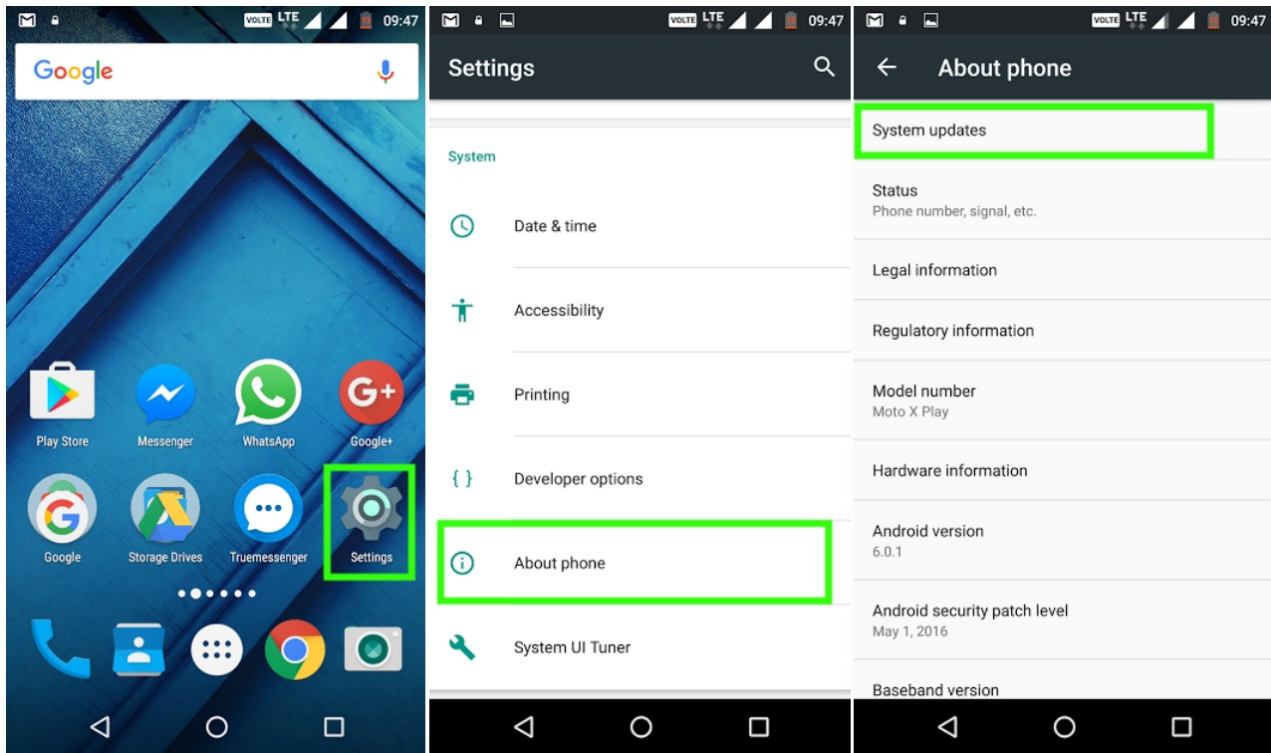 VOLTE LTE 09:47
Google
Play Store Messenger WhatsApp Google+
Google Storage Drives Truemessenger Settings
VOLTE LTE 09:47
Settings
System
Date & time
Accessibility
Printing
{ } Developer options
About phone
System UI Tuner
VOLTE LTE 09:47
About phone
System updates
Status
Phone number, signal, etc.
Legal information
Regulatory information
Model number
Moto X Play
Hardware information
Android version
6.0.1
Android security patch level
May 1, 2016
Baseband version